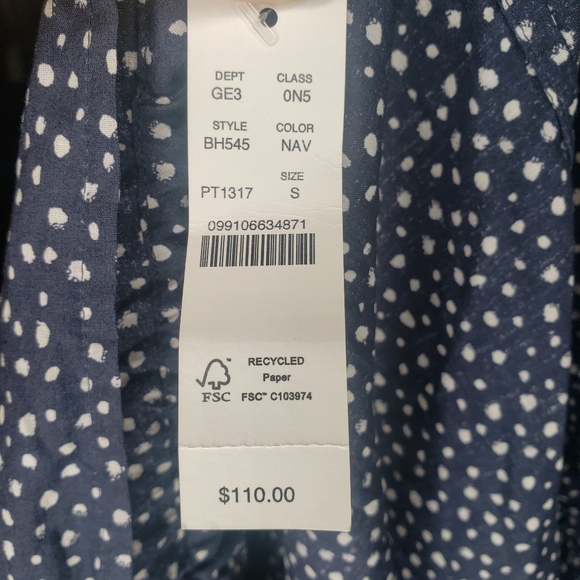 DEPT CLASS
GE3 0N5
STYLE COLOR
BH545 NAV
SIZE
PT1317 S
099106634871
RECYCLED
Paper
FSC™ C103974
FSC
$110.00